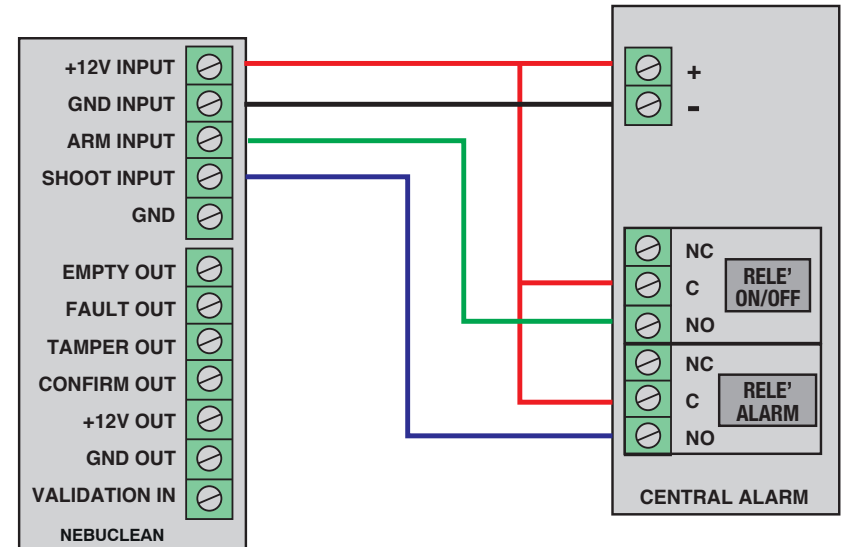 +12V INPUT
GND INPUT
ARM INPUT
SHOOT INPUT
GND
EMPTY OUT
FAULT OUT
TAMPER OUT
CONFIRM OUT
+12V OUT
GND OUT
VALIDATION IN
NEBUCLEAN
+
-
NC
C
NO
RELE'
ON/OFF
NC
C
NO
RELE'
ALARM
CENTRAL ALARM